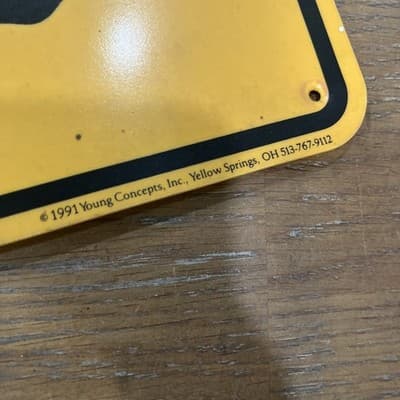 © 1991 Young Concepts, Inc., Yellow Springs, OH 513-767-9112